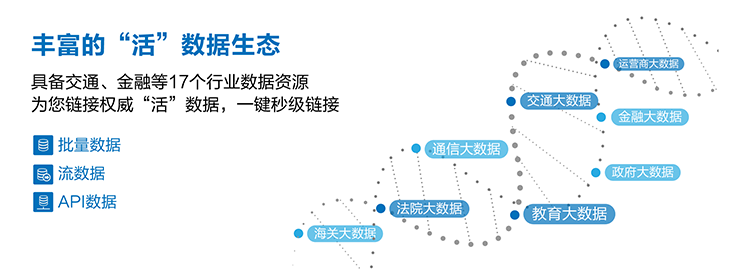 丰富的“活”数据生态
具备交通、金融等17个行业数据资源
为您链接权威“活”数据，一键秒级链接
批量数据
流数据
API数据
运营商大数据
交通大数据
金融大数据
通信大数据
政府大数据
法院大数据
教育大数据
海关大数据